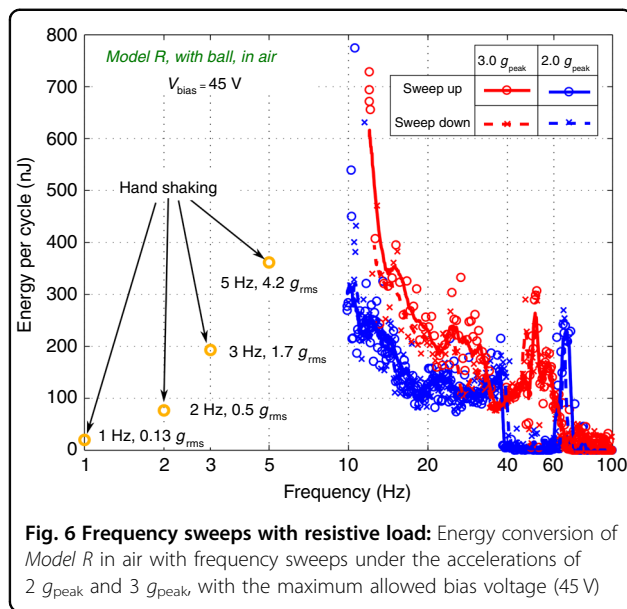 Model R, with ball, in air
V_bias = 45 V
3.0 g_peak 2.0 g_peak
Sweep up
Sweep down
Hand shaking
5 Hz, 4.2 g_rms
3 Hz, 1.7 g_rms
2 Hz, 0.5 g_rms
1 Hz, 0.13 g_rms
Energy per cycle (nJ)
800
700
600
500
400
300
200
100
0
1 2 3 5 10 20 40 60 100
Frequency (Hz)
Fig. 6 Frequency sweeps with resistive load: Energy conversion of
Model R in air with frequency sweeps under the accelerations of
2 g_peak and 3 g_peak, with the maximum allowed bias voltage (45 V)